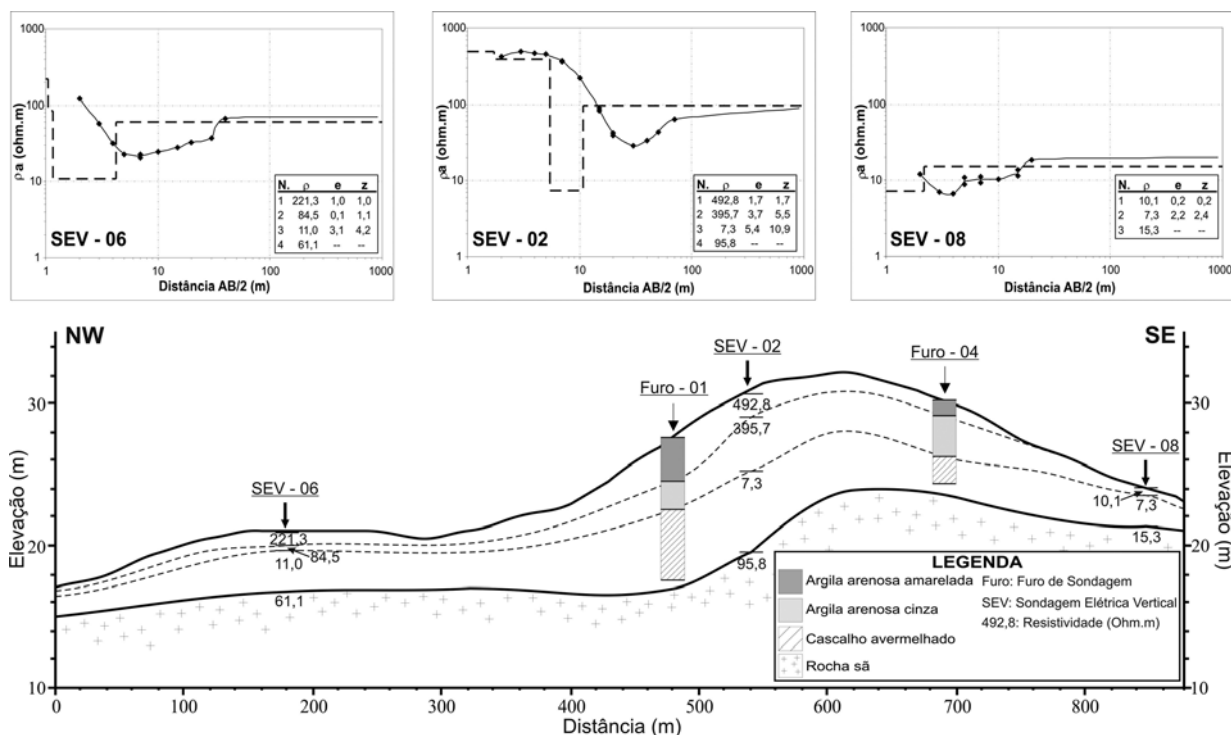 1000
100
10
1
ρa (ohm.m)
N. ρ e z
1 221,3 1,0 1,0
2 84,5 0,1 1,1
3 11,0 3,1 4,2
4 61,1 -- --
SEV - 06
1 10 100 1000
Distância AB/2 (m)
1000
100
10
1
ρa (ohm.m)
N. ρ e z
1 492,8 1,7 1,7
2 395,7 3,7 5,5
3 7,3 5,4 10,9
4 95,8 -- --
SEV - 02
1 10 100 1000
Distância AB/2 (m)
1000
100
10
1
ρa (ohm.m)
N. ρ e z
1 10,1 0,2 0,2
2 7,3 2,2 2,4
3 15,3 -- --
SEV - 08
1 10 100 1000
Distância AB/2 (m)
NW
SE
SEV - 02
Furo - 04
Furo - 01
30
30
492,8
395,7
SEV - 08
7,3
10,1
7,3
SEV - 06
221,3
84,5
11,0
20
20
15,3
95,8
61,1
Elevação (m)
Elevação (m)
LEGENDA
Argila arenosa amarelada
Argila arenosa cinza
Cascalho avermelhado
Rocha sã
Furo: Furo de Sondagem
SEV: Sondagem Elétrica Vertical
492,8: Resistividade (Ohm.m)
10
10
0 100 200 300 400 500 600 700 800
Distância (m)